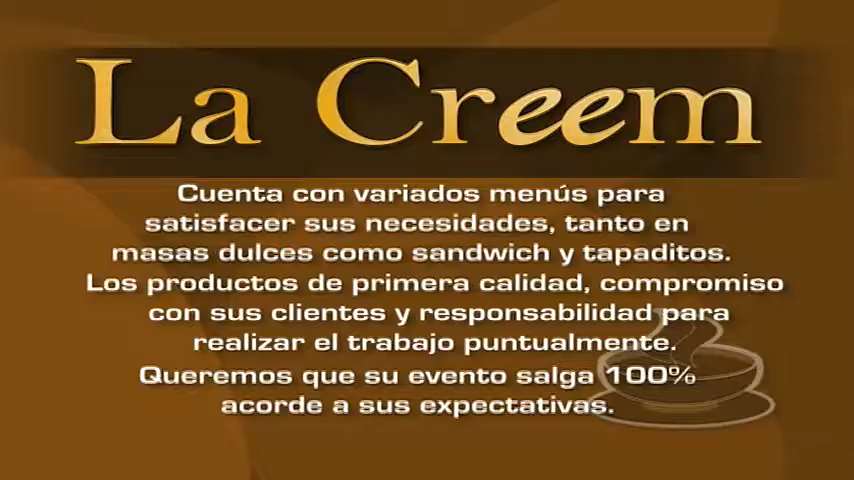 La Creem
Cuenta con variados menús para
satisfacer sus necesidades, tanto en
masas dulces como sandwich y tapaditos.
Los productos de primera calidad, compromiso
con sus clientes y responsabilidad para
realizar el trabajo puntualmente.
Queremos que su evento salga 100%
acorde a sus expectativas.